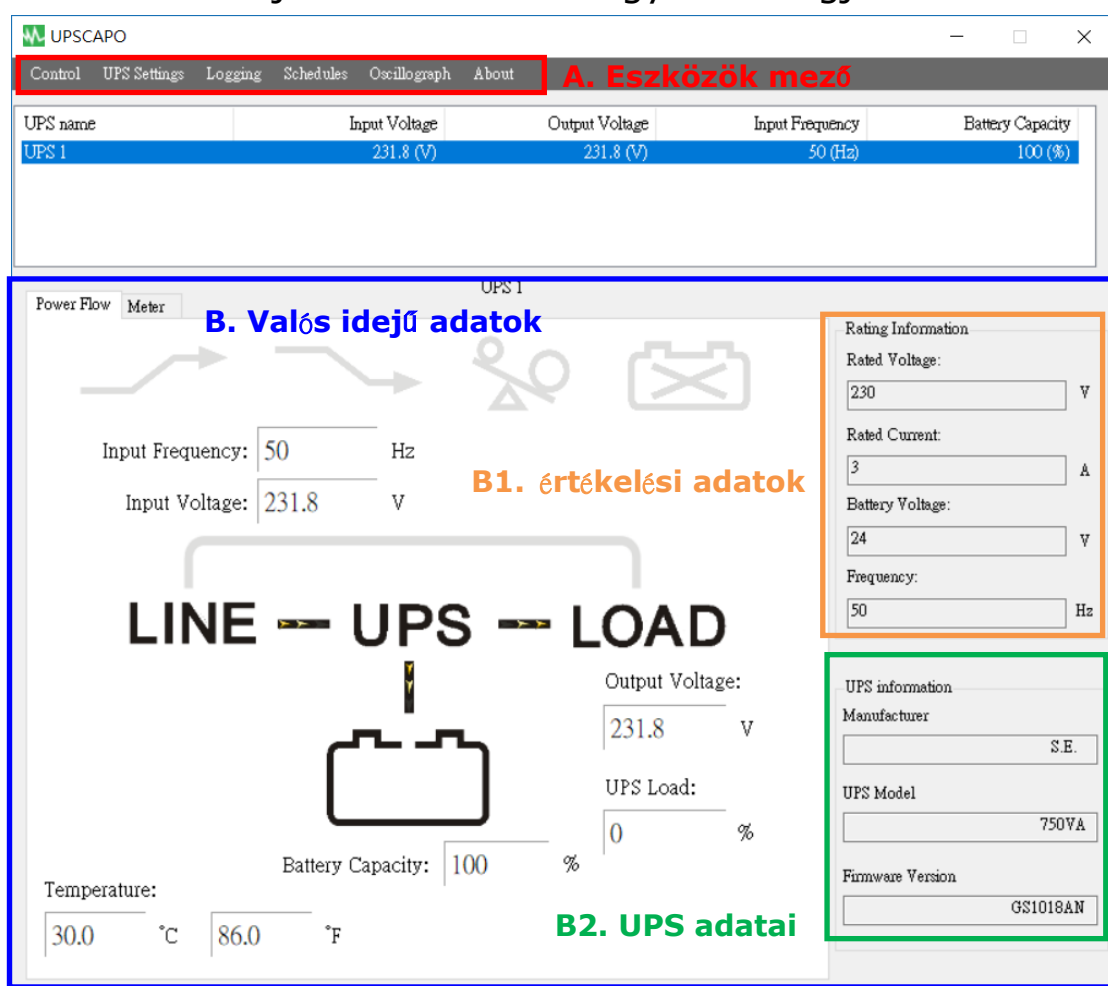 UPSCAPO
Control UPS Settings Logging Schedules Oscillograph About
A. Eszközök mező
UPS name Input Voltage Output Voltage Input Frequency Battery Capacity
UPS 1 231.8 (V) 231.8 (V) 50 (Hz) 100 (%)
UPS 1
Power Flow Meter
B. Valós idejű adatok
Input Frequency: 50 Hz
Input Voltage: 231.8 V
B1. értékelési adatok
Rating Information
Rated Voltage:
230 V
Rated Current:
3 A
Battery Voltage:
24 V
Frequency:
50 Hz
LINE UPS LOAD
Output Voltage:
231.8 V
UPS Load:
0 %
Battery Capacity: 100 %
Temperature:
30.0 °C 86.0 °F
B2. UPS adatai
UPS information
Manufacturer
S.E.
UPS Model
750VA
Firmware Version
GS1018AN